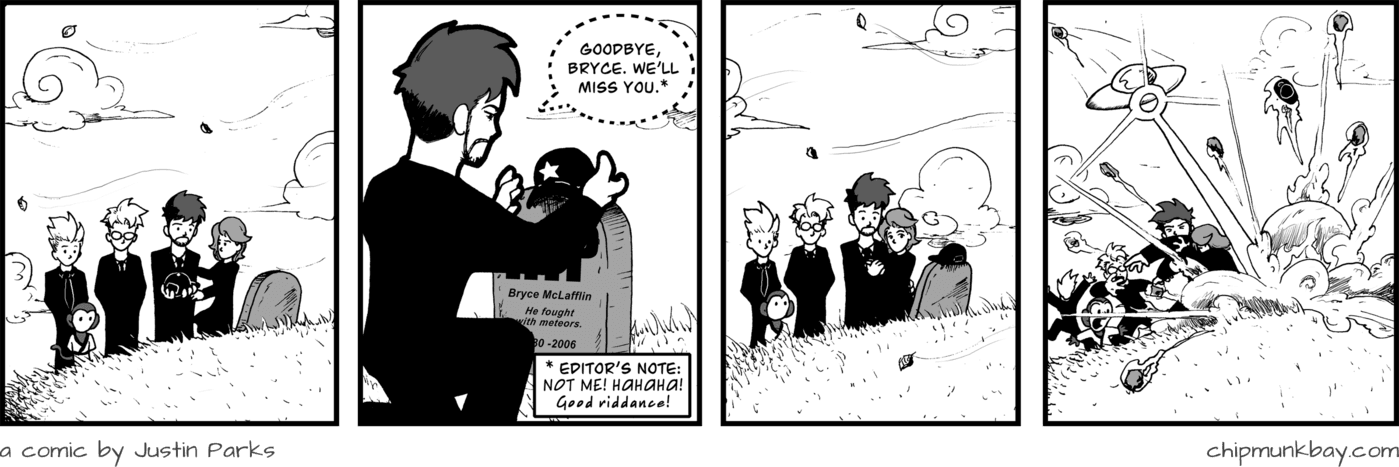 GOODBYE,
BRYCE. WE'LL
MISS YOU.*
Bryce McLafflin
He fought
with meteors.
80 -2006
* EDITOR'S NOTE:
NOT ME! HAHAHA!
Good riddance!
a comic by Justin Parks
chipmunkbay.com